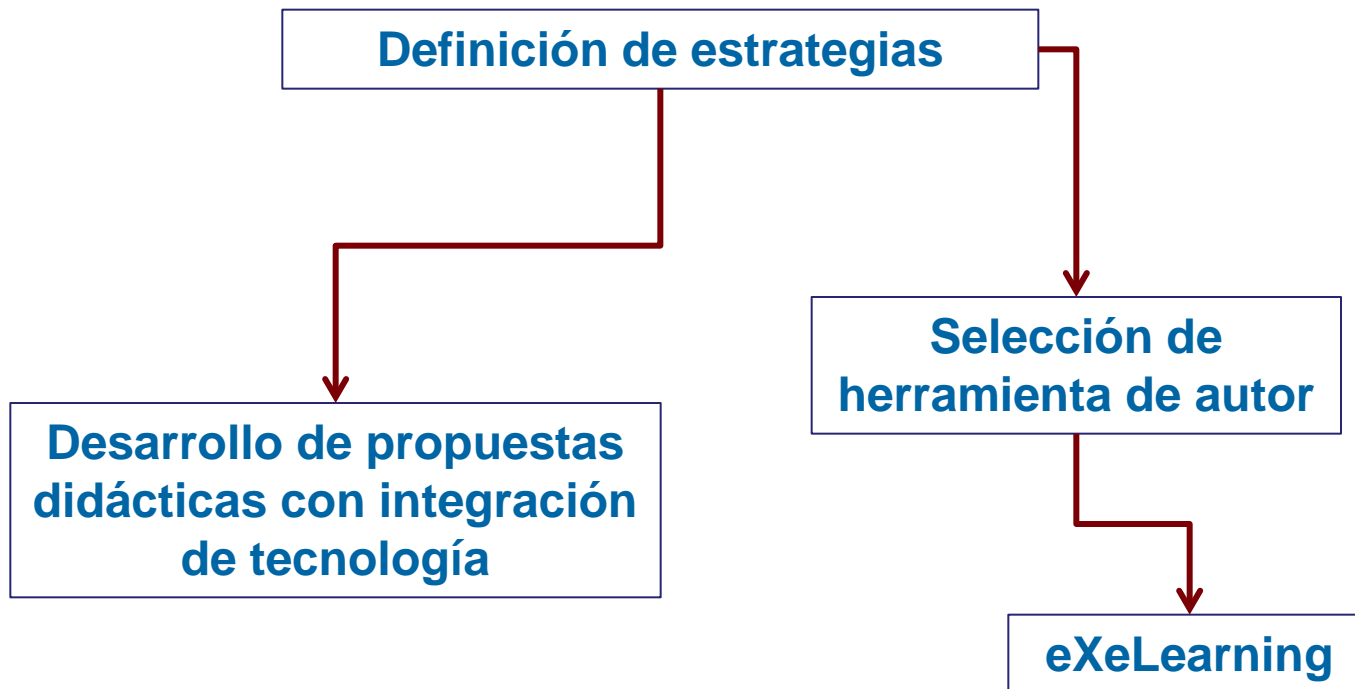 Definición de estrategias
Selección de
herramienta de autor
Desarrollo de propuestas
didácticas con integración
de tecnología
eXeLearning